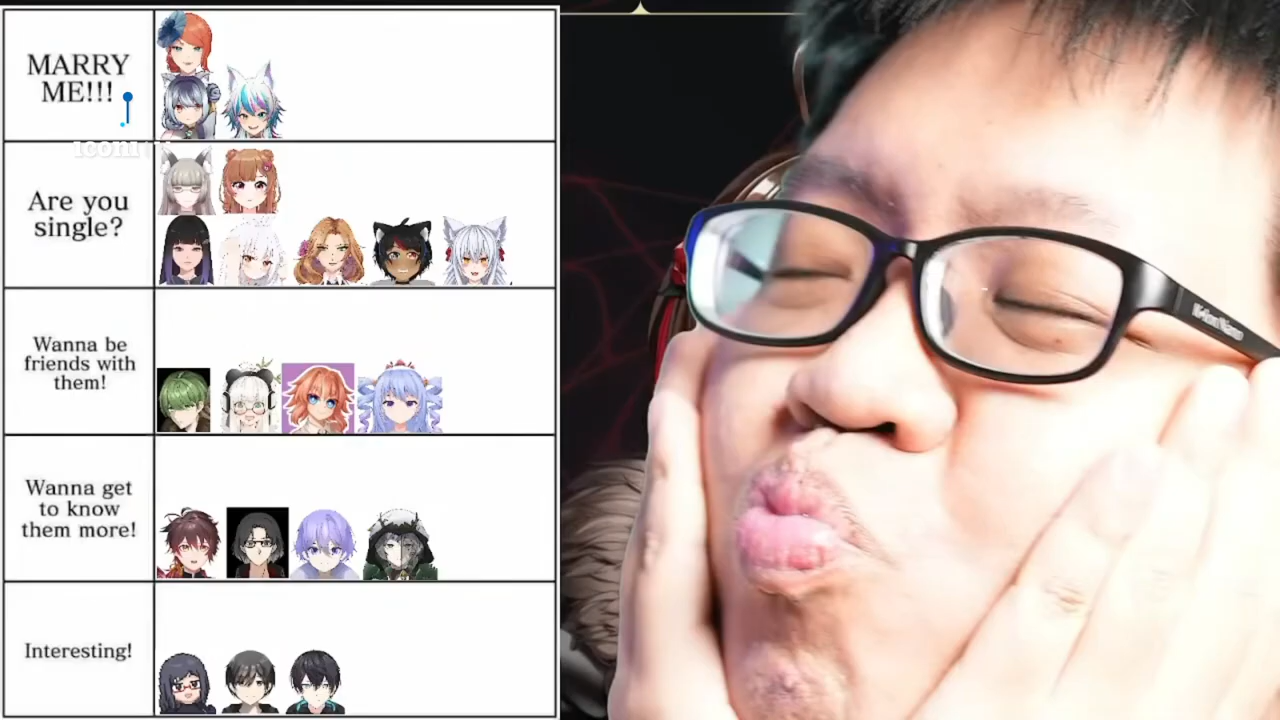 MARRY
ME!!!
Are you
single?
Wanna be
friends with
them!
Wanna get
to know
them more!
Interesting!